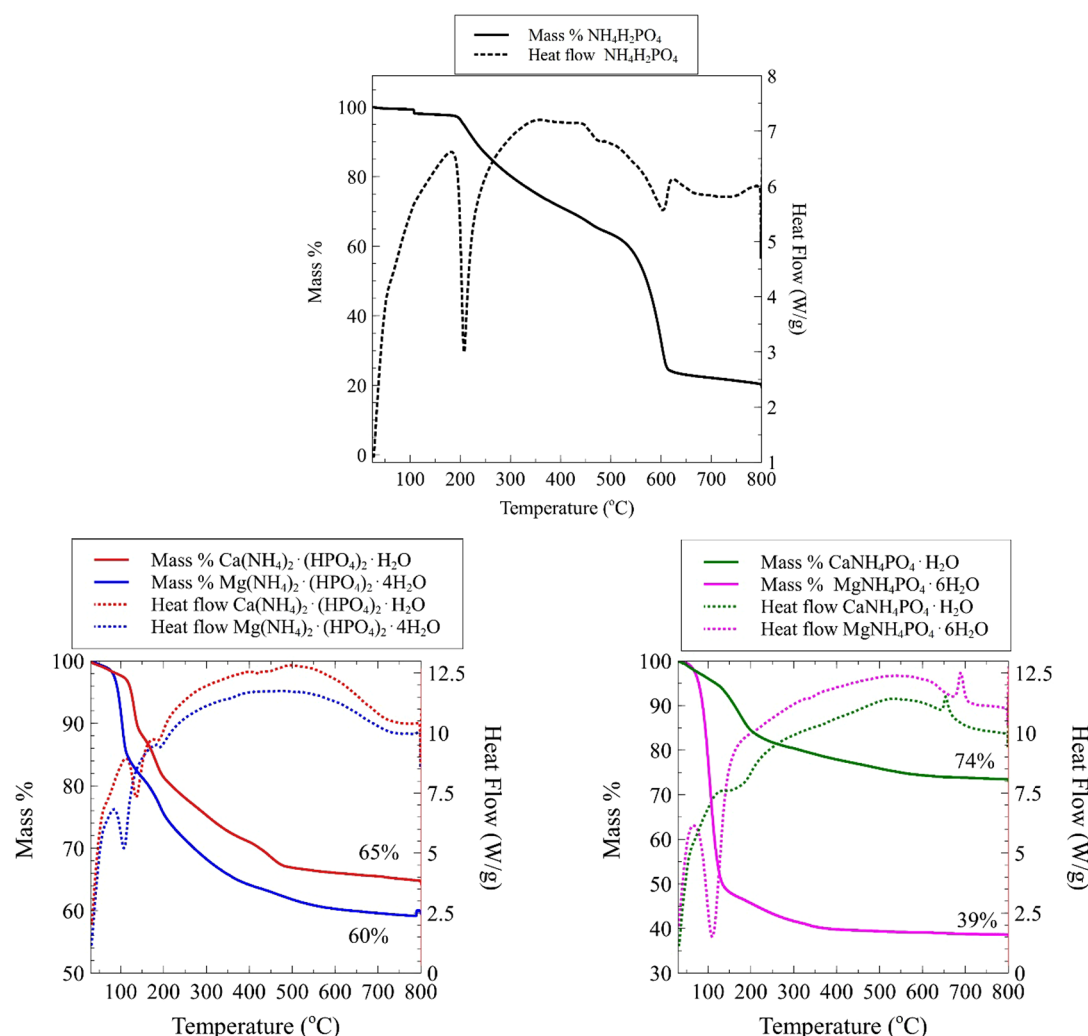 Mass % NH₄H₂PO₄
Heat flow NH₄H₂PO₄
100
80
60
40
20
0
Mass %
8
7
6
5
4
3
2
1
Heat Flow (W/g)
100 200 300 400 500 600 700 800
Temperature (°C)
Mass % Ca(NH₄)₂·(HPO₄)₂·H₂O
Mass % Mg(NH₄)₂·(HPO₄)₂·4H₂O
Heat flow Ca(NH₄)₂·(HPO₄)₂·H₂O
Heat flow Mg(NH₄)₂·(HPO₄)₂·4H₂O
100
90
80
70
60
50
Mass %
65%
60%
12.5
10
7.5
5
2.5
0
Heat Flow (W/g)
100 200 300 400 500 600 700 800
Temperature (°C)
Mass % CaNH₄PO₄·H₂O
Mass % MgNH₄PO₄·6H₂O
Heat flow CaNH₄PO₄·H₂O
Heat flow MgNH₄PO₄·6H₂O
100
90
80
70
60
50
40
30
Mass %
74%
39%
12.5
10
7.5
5
2.5
0
Heat Flow (W/g)
100 200 300 400 500 600 700 800
Temperature (°C)